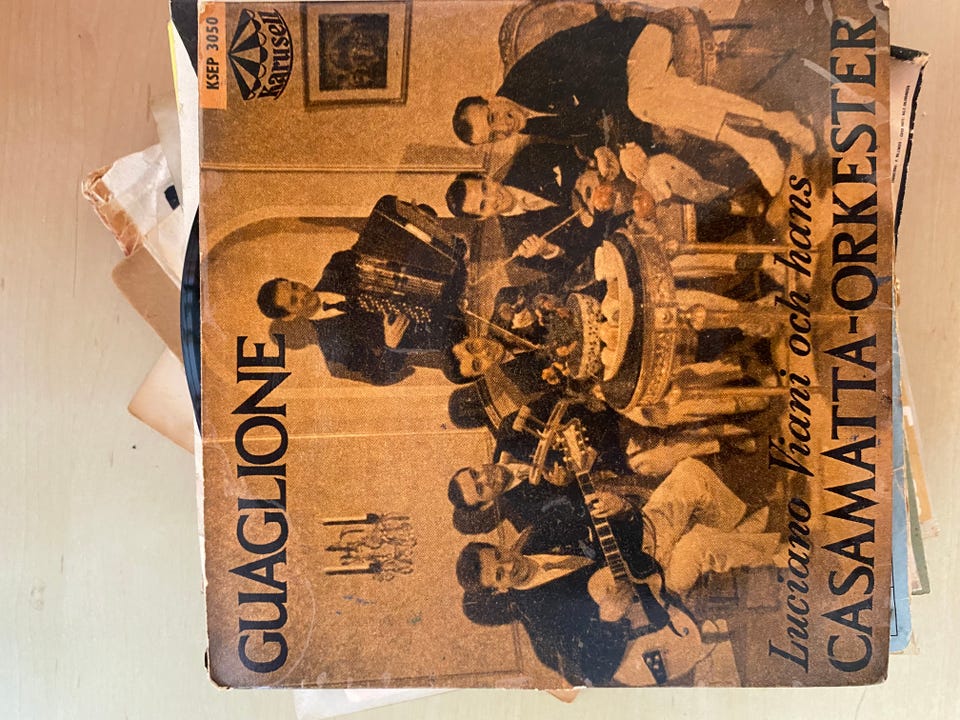 GUAGLIONE
KSEP 3050
Karusell
Luciano Viani och hans
CASAMATTA-ORKESTER